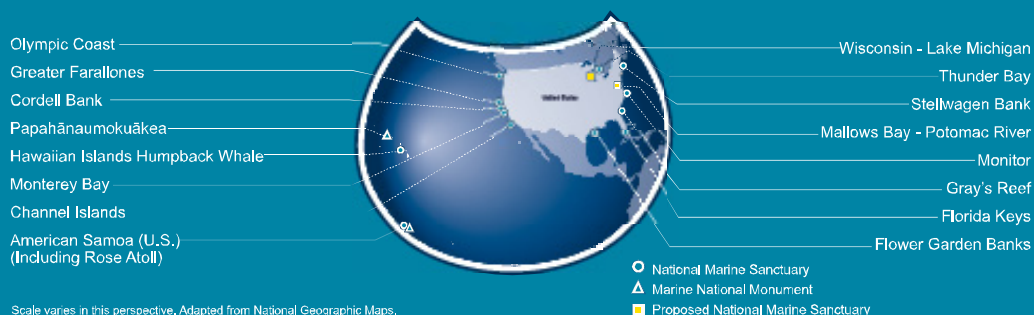 Olympic Coast
Greater Farallones
Cordell Bank
Papahānaumokuākea
Hawaiian Islands Humpback Whale
Monterey Bay
Channel Islands
American Samoa (U.S.)
(Including Rose Atoll)
United States
Wisconsin - Lake Michigan
Thunder Bay
Stellwagen Bank
Mallows Bay - Potomac River
Monitor
Gray's Reef
Florida Keys
Flower Garden Banks
National Marine Sanctuary
Marine National Monument
Proposed National Marine Sanctuary
Scale varies in this perspective. Adapted from National Geographic Maps.